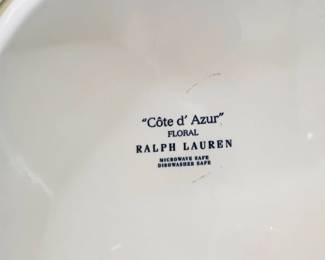 "Côte d' Azur"
FLORAL
RALPH LAUREN
MICROWAVE SAFE
DISHWASHER SAFE